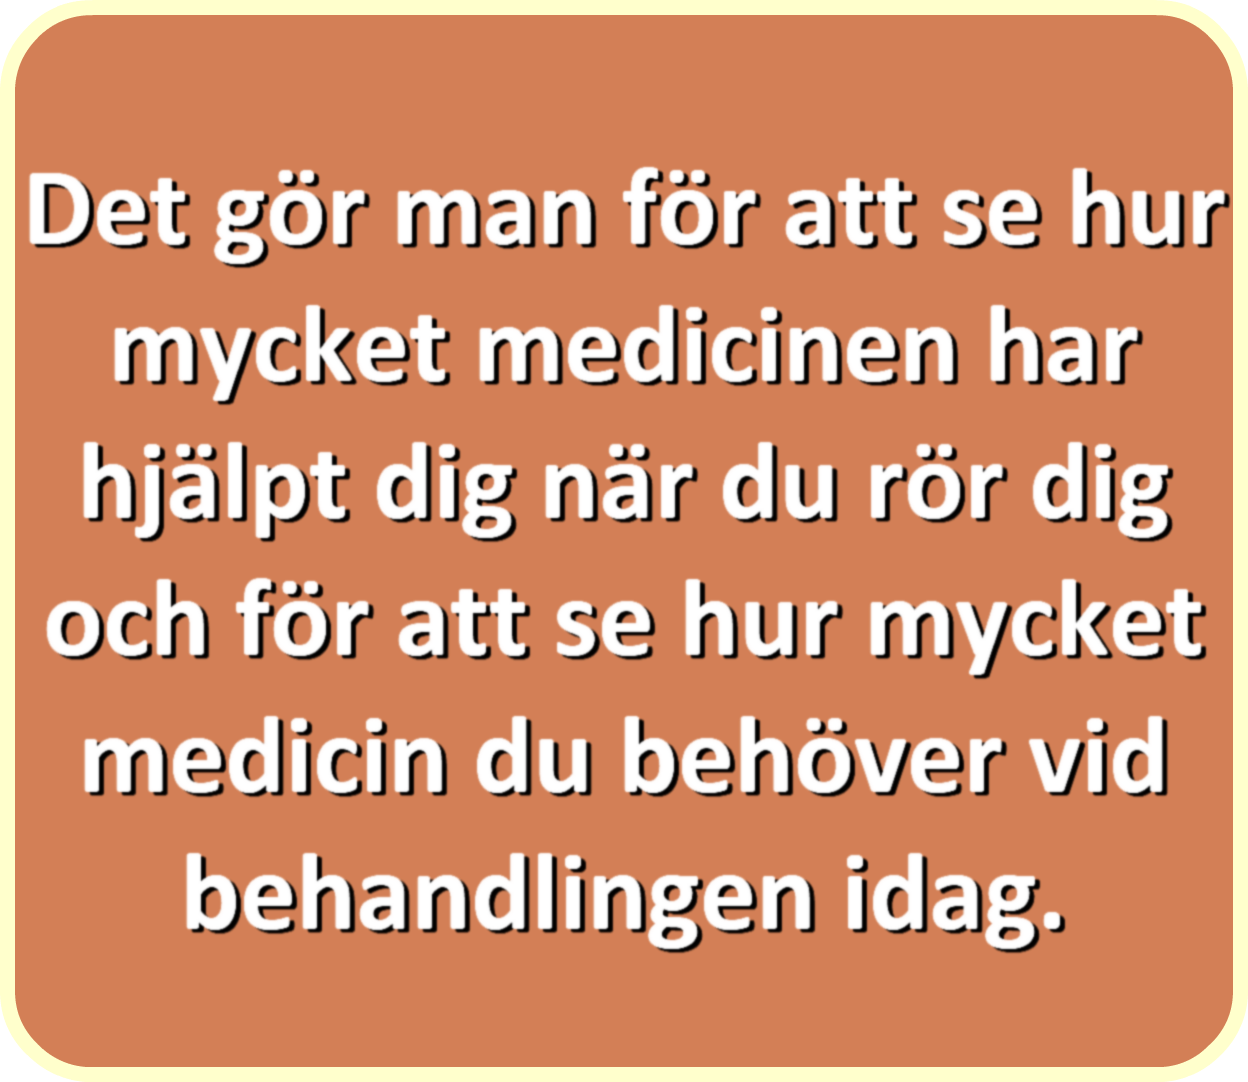 Det gör man för att se hur
mycket medicinen har
hjälpt dig när du rör dig
och för att se hur mycket
medicin du behöver vid
behandlingen idag.